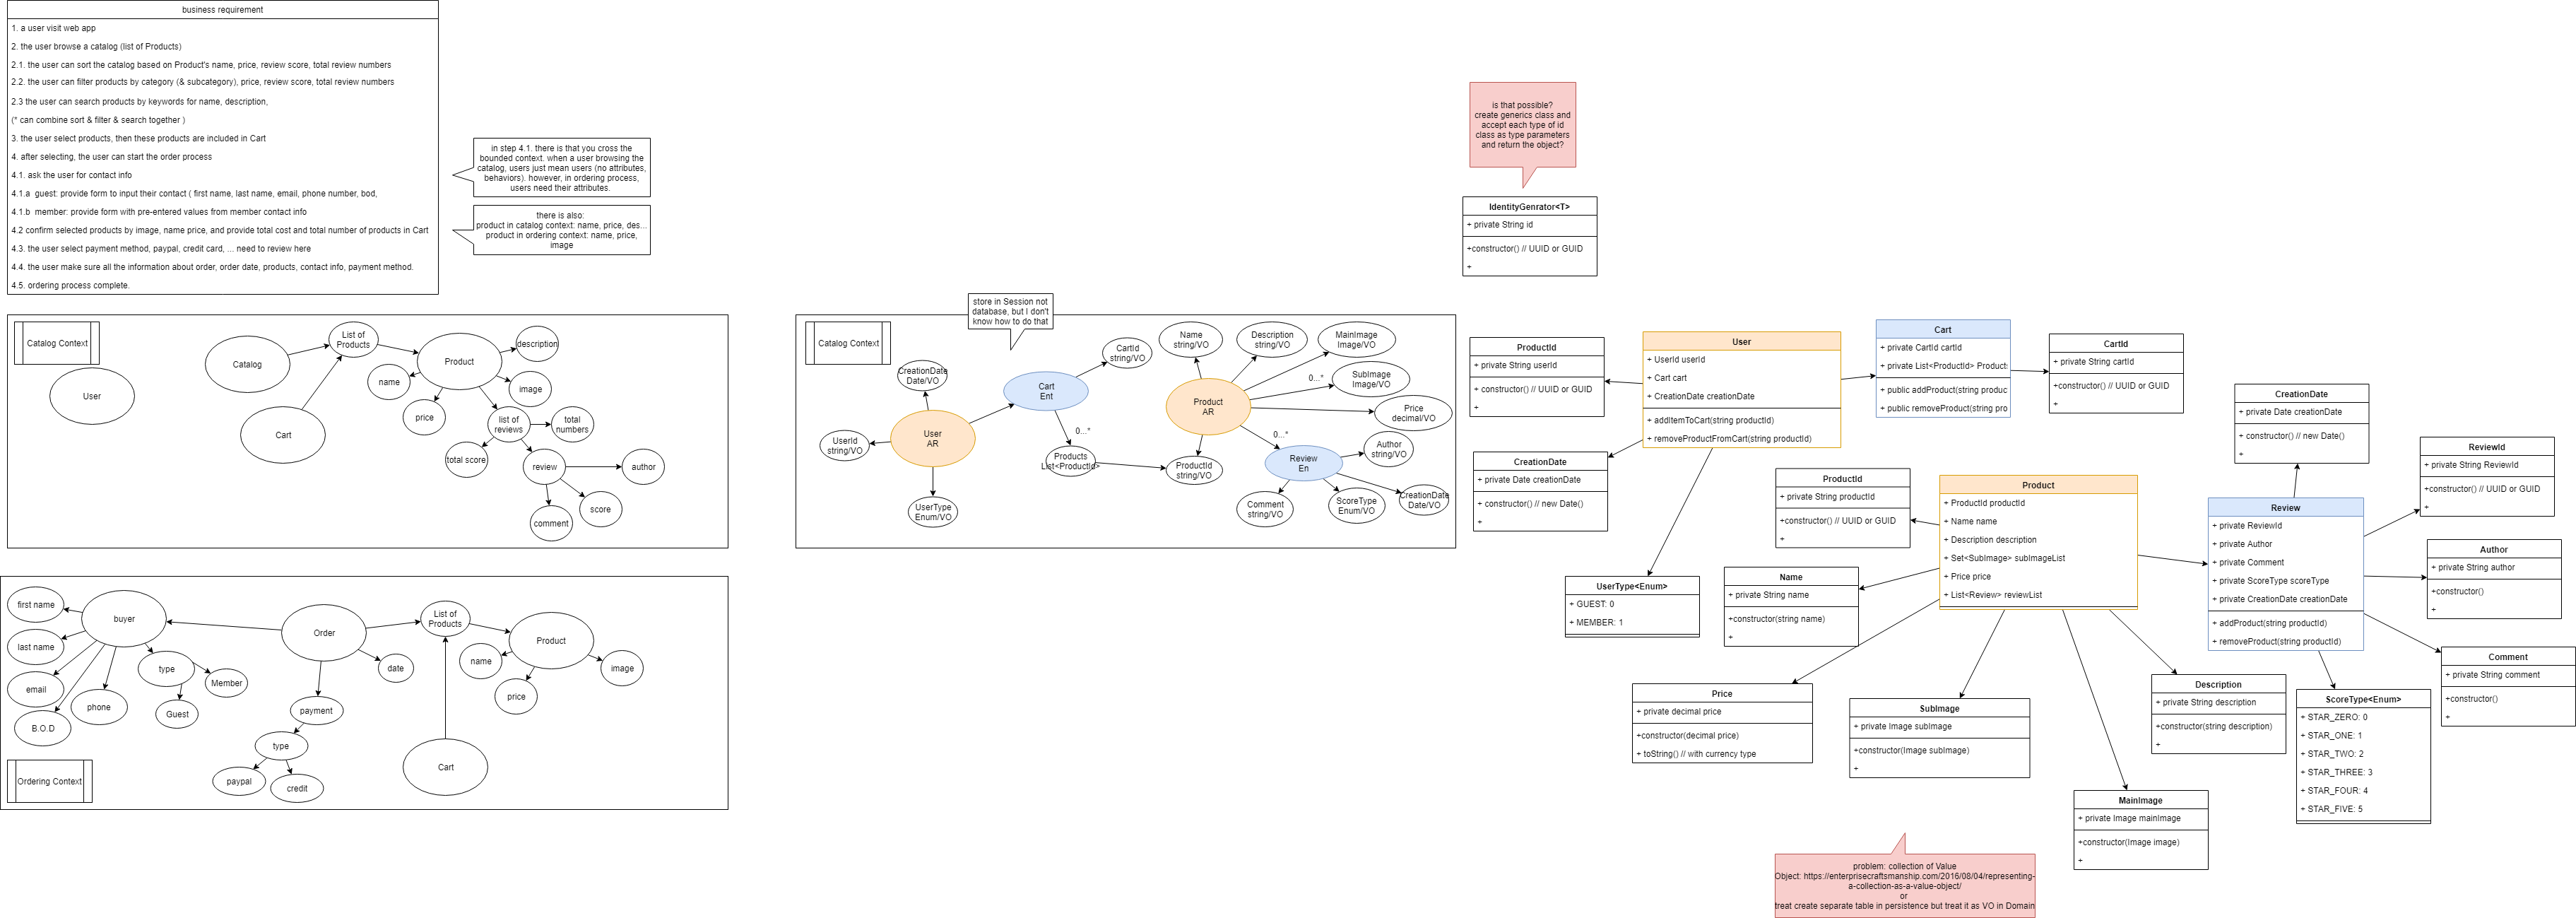 business requirement
1. a user visit web app
2. the user browse a catalog (list of Products)
2.1. the user can sort the catalog based on Product's name, price, review score, total review numbers
2.2. the user can filter products by category (& subcategory), price, review score, total review numbers
2.3 the user can search products by keywords for name, description,
(* can combine sort & filter & search together )
3. the user select products, then these products are included in Cart
4. after selecting, the user can start the order process
4.1. ask the user for contact info
4.1.a  guest: provide form to input their contact ( first name, last name, email, phone number, bod,
4.1.b  member: provide form with pre-entered values from member contact info
4.2 confirm selected products by image, name price, and provide total cost and total number of products in Cart
4.3. the user select payment method, paypal, credit card, ... need to review here
4.4. the user make sure all the information about order, order date, products, contact info, payment method.
4.5. ordering process complete.
in step 4.1. there is that you cross the
bounded context. when a user browsing the
catalog, users just mean users (no attributes,
behaviors). however, in ordering process,
users need their attributes.
there is also:
product in catalog context: name, price, des...
product in ordering context: name, price,
image
Catalog Context
User
Catalog
Cart
List of
Products
Product
description
name
price
image
list of
reviews
total
numbers
total score
review
author
score
comment
first name
last name
email
B.O.D
phone
buyer
type
Member
Guest
Order
date
payment
type
paypal
credit
List of
Products
Product
name
price
image
Cart
Ordering Context
store in Session not
database, but I don't
know how to do that
Catalog Context
CreationDate
Date/VO
UserId
string/VO
User
AR
UserType
Enum/VO
Cart
Ent
CartId
string/VO
0...*
Products
List<ProductId>
Name
string/VO
Description
string/VO
MainImage
Image/VO
0...*
SubImage
Image/VO
Product
AR
Price
decimal/VO
ProductId
string/VO
0...*
Review
En
Author
string/VO
Comment
string/VO
ScoreType
Enum/VO
CreationDate
Date/VO
is that possible?
create generics class and
accept each type of id
class as type parameters
and return the object?
IdentityGenrator<T>
+ private String id
+constructor() // UUID or GUID
+
ProductId
+ private String userId
+ constructor() // UUID or GUID
+
CreationDate
+ private Date creationDate
+ constructor() // new Date()
+
User
+ UserId userId
+ Cart cart
+ CreationDate creationDate
+ addItemToCart(string productId)
+ removeProductFromCart(string productId)
UserType<Enum>
+ GUEST: 0
+ MEMBER: 1
Cart
+ private CartId cartId
+ private List<ProductId> Product
+ public addProduct(string produc
+ public removeProduct(string pro
CartId
+ private String cartId
+constructor() // UUID or GUID
+
ProductId
+ private String productId
+constructor() // UUID or GUID
+
Name
+ private String name
+constructor(string name)
+
Product
+ ProductId productId
+ Name name
+ Description description
+ Set<SubImage> subImageList
+ Price price
+ List<Review> reviewList
Price
+ private decimal price
+constructor(decimal price)
+ toString() // with currency type
SubImage
+ private Image subImage
+constructor(Image subImage)
+
MainImage
+ private Image mainImage
+constructor(Image image)
+
Description
+ private String description
+constructor(string description)
+
CreationDate
+ private Date creationDate
+ constructor() // new Date()
+
Review
+ private ReviewId
+ private Author
+ private Comment
+ private ScoreType scoreType
+ private CreationDate creationDate
+ addProduct(string productId)
+ removeProduct(string productId)
ReviewId
+ private String ReviewId
+constructor() // UUID or GUID
+
Author
+ private String author
+constructor()
+
Comment
+ private String comment
+constructor()
+
ScoreType<Enum>
+ STAR_ZERO: 0
+ STAR_ONE: 1
+ STAR_TWO: 2
+ STAR_THREE: 3
+ STAR_FOUR: 4
+ STAR_FIVE: 5
problem: collection of Value
Object: https://enterprisecraftsmanship.com/2016/08/04/representing-
a-collection-as-a-value-object/
or
treat create separate table in persistence but treat it as VO in Domain